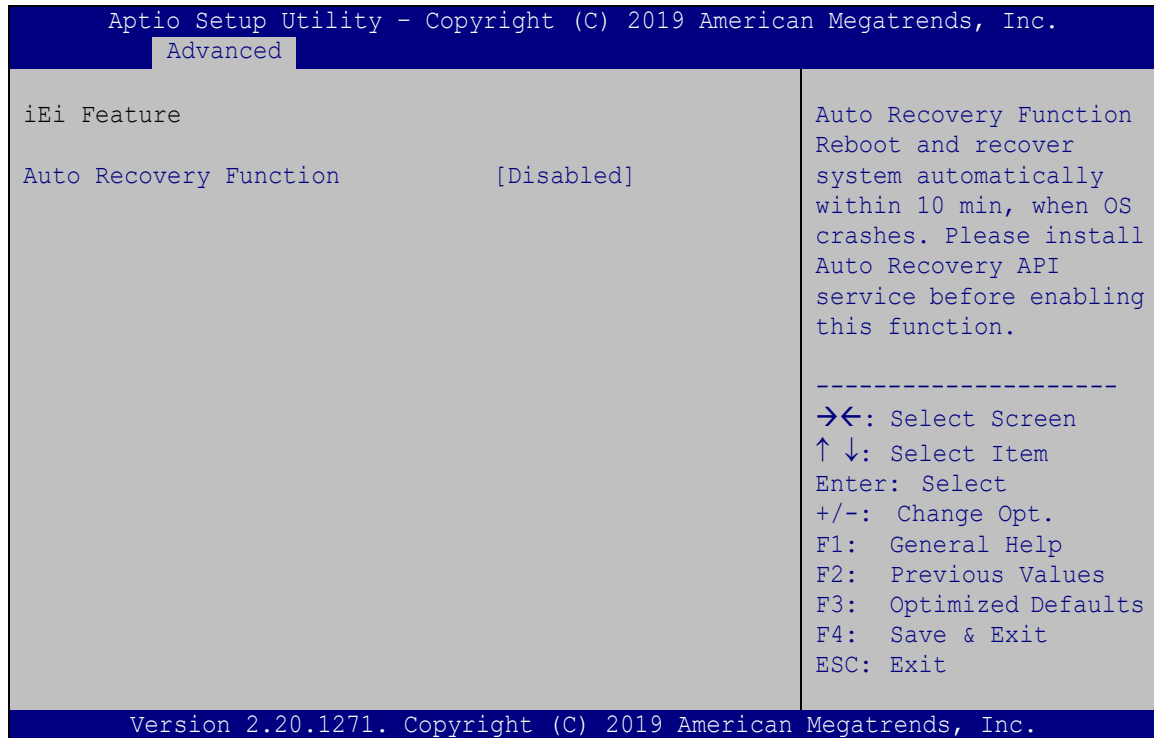 Aptio Setup Utility – Copyright (C) 2019 American Megatrends, Inc.
Advanced
iEi Feature
Auto Recovery Function [Disabled]
Auto Recovery Function
Reboot and recover
system automatically
within 10 min, when OS
crashes. Please install
Auto Recovery API
service before enabling
this function.
---------------------
→←: Select Screen
↑ ↓: Select Item
Enter: Select
+/-: Change Opt.
F1: General Help
F2: Previous Values
F3: Optimized Defaults
F4: Save & Exit
ESC: Exit
Version 2.20.1271. Copyright (C) 2019 American Megatrends, Inc.